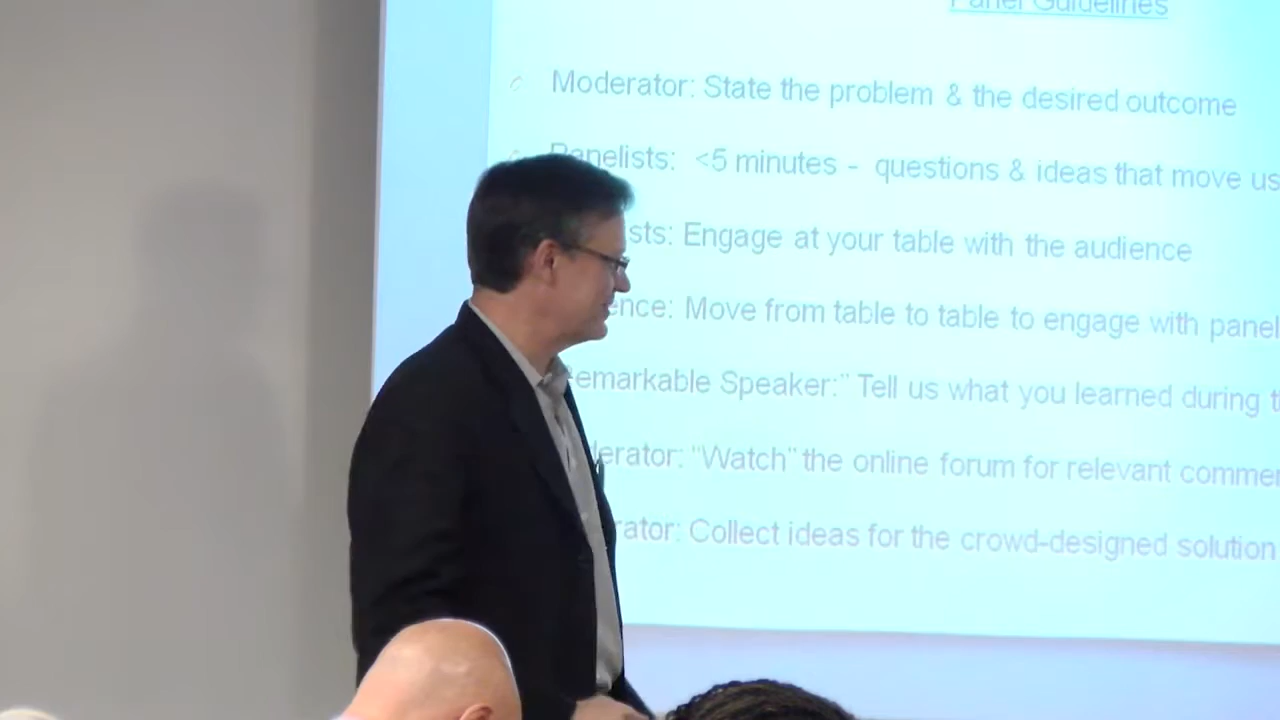 Panel Guidelines
Moderator: State the problem & the desired outcome
Panelists: <5 minutes - questions & ideas that move us
sts: Engage at your table with the audience
ence: Move from table to table to engage with panel
emarkable Speaker:" Tell us what you learned during t
derator: "Watch" the online forum for relevant comme
rator: Collect ideas for the crowd-designed solution